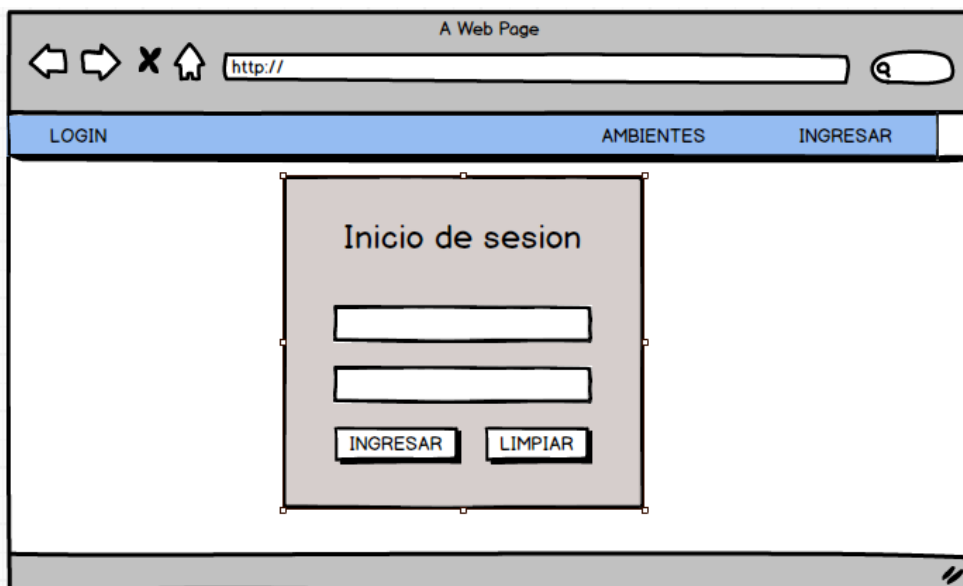 A Web Page
http://
LOGIN AMBIENTES INGRESAR
Inicio de sesion
INGRESAR LIMPIAR